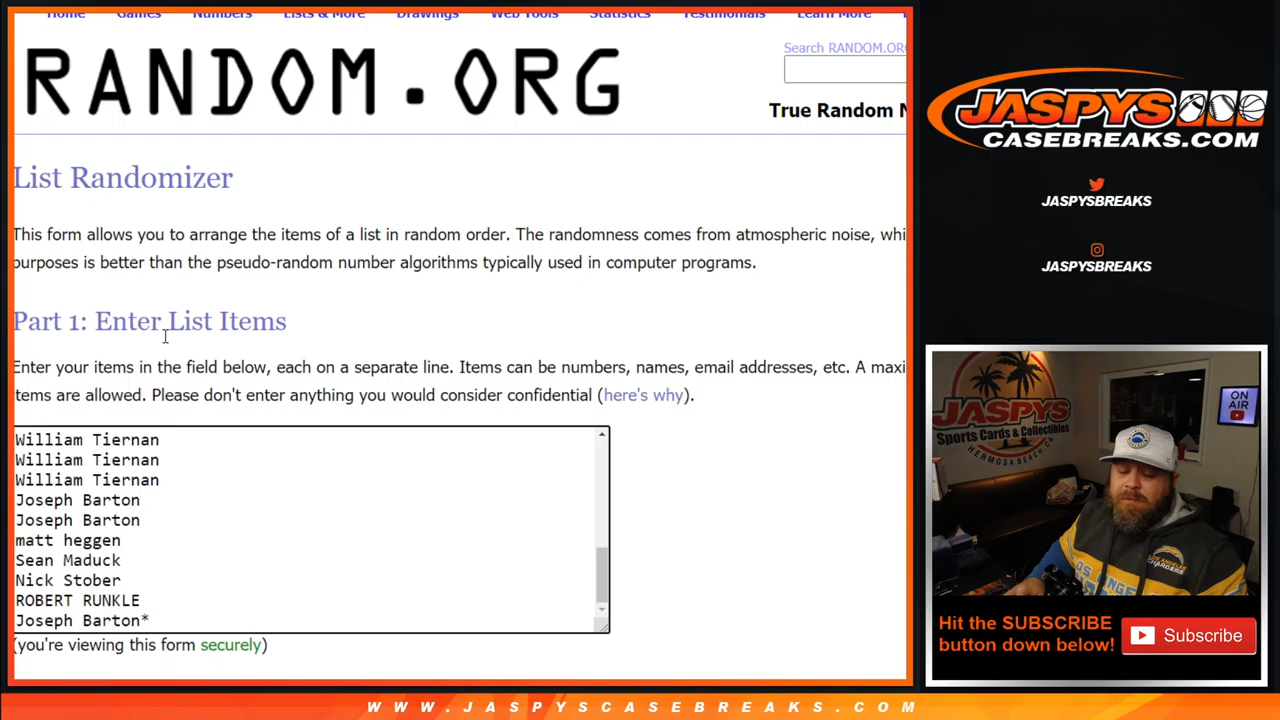 Home Games Numbers Lists & More Drawings Web Tools Statistics Testimonials Learn More
RANDOM.ORG
Search RANDOM.OR
True Random N
List Randomizer
This form allows you to arrange the items of a list in random order. The randomness comes from atmospheric noise, whi
purposes is better than the pseudo-random number algorithms typically used in computer programs.
Part 1: Enter List Items
Enter your items in the field below, each on a separate line. Items can be numbers, names, email addresses, etc. A maxi
items are allowed. Please don't enter anything you would consider confidential (here's why).
William Tiernan
William Tiernan
William Tiernan
Joseph Barton
Joseph Barton
matt heggen
Sean Maduck
Nick Stober
ROBERT RUNKLE
Joseph Barton*
(you're viewing this form securely)
JASPYS
CASEBREAKS.COM
JASPYSBREAKS
JASPYSBREAKS
JASPYS
Sports Cards & Collectibles
HERMOSA BEACH, CA
ON
AIR
LOS ANGELES
CHARGERS
Hit the SUBSCRIBE
button down below!
Subscribe
WWW.JASPYSCASEBREAKS.COM